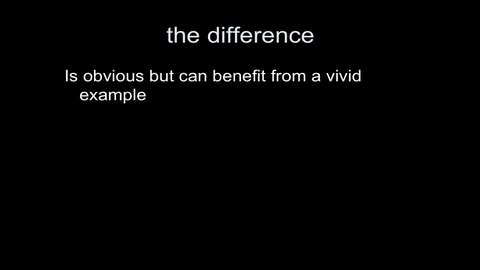 the difference
Is obvious but can benefit from a vivid
example